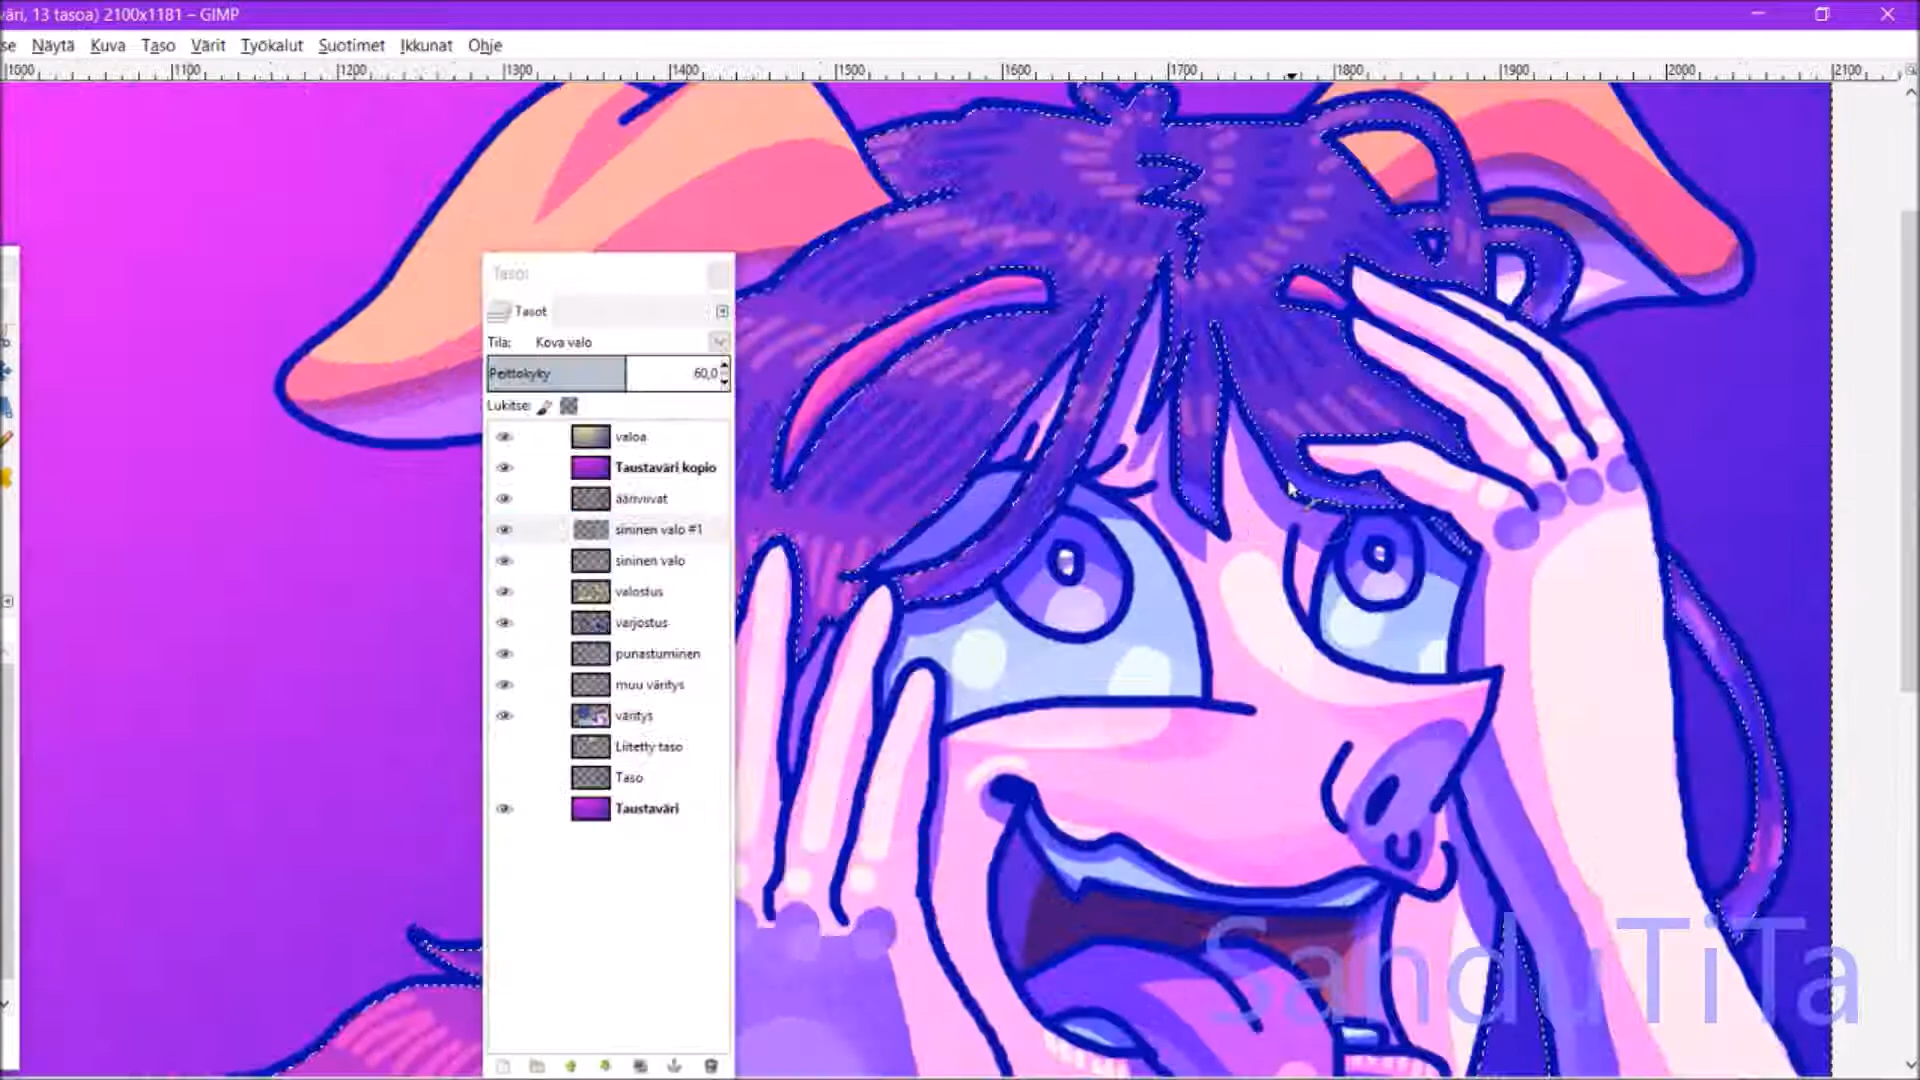 väri, 13 tasoa) 2100x1181 – GIMP
se Näytä Kuva Taso Värit Työkalut Suotimet Ikkunat Ohje
1000 1100 1200 1300 1400 1500 1600 1700 1800 1900 2000 2100
Tasot
Tasot
Tila: Kova valo
Peittokyky 60,0
Lukitse:
valoa
Taustaväri kopio
ääriviivat
sininen valo #1
sininen valo
valostus
varjostus
punastuminen
muu väritys
väritys
Liitetty taso
Taso
Taustaväri
SanduTiTa